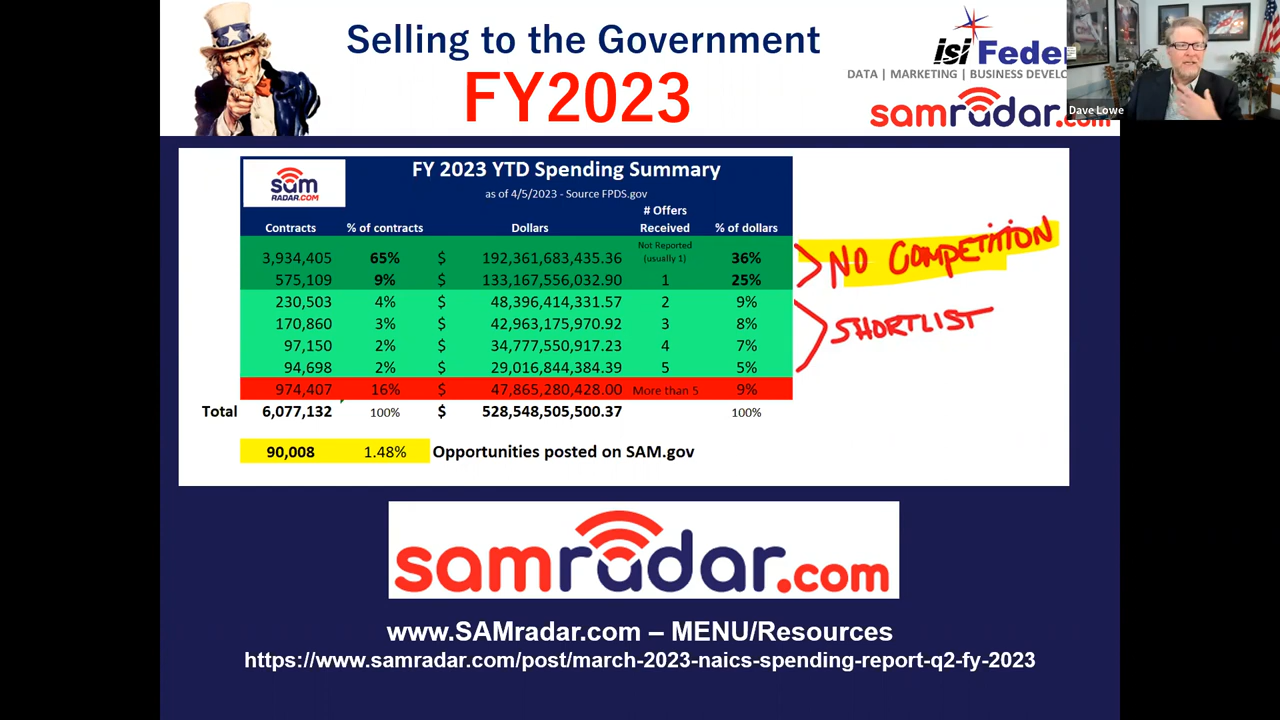 Selling to the Government
FY2023
isi Feder
DATA | MARKETING | BUSINESS DEVELO
samradar.com
Dave Lowe
sam
RADAR.COM
FY 2023 YTD Spending Summary
as of 4/5/2023 - Source FPDS.gov
Contracts % of contracts Dollars # Offers Received % of dollars
3,934,405 65% $ 192,361,683,435.36 Not Reported (usually 1) 36%
575,109 9% $ 133,167,556,032.90 1 25%
230,503 4% $ 48,396,414,331.57 2 9%
170,860 3% $ 42,963,175,970.92 3 8%
97,150 2% $ 34,777,550,917.23 4 7%
94,698 2% $ 29,016,844,384.39 5 5%
974,407 16% $ 47,865,280,428.00 More than 5 9%
Total 6,077,132 100% $ 528,548,505,500.37 100%
NO COMPETITION
SHORTLIST
90,008 1.48% Opportunities posted on SAM.gov
samradar.com
www.SAMradar.com – MENU/Resources
https://www.samradar.com/post/march-2023-naics-spending-report-q2-fy-2023